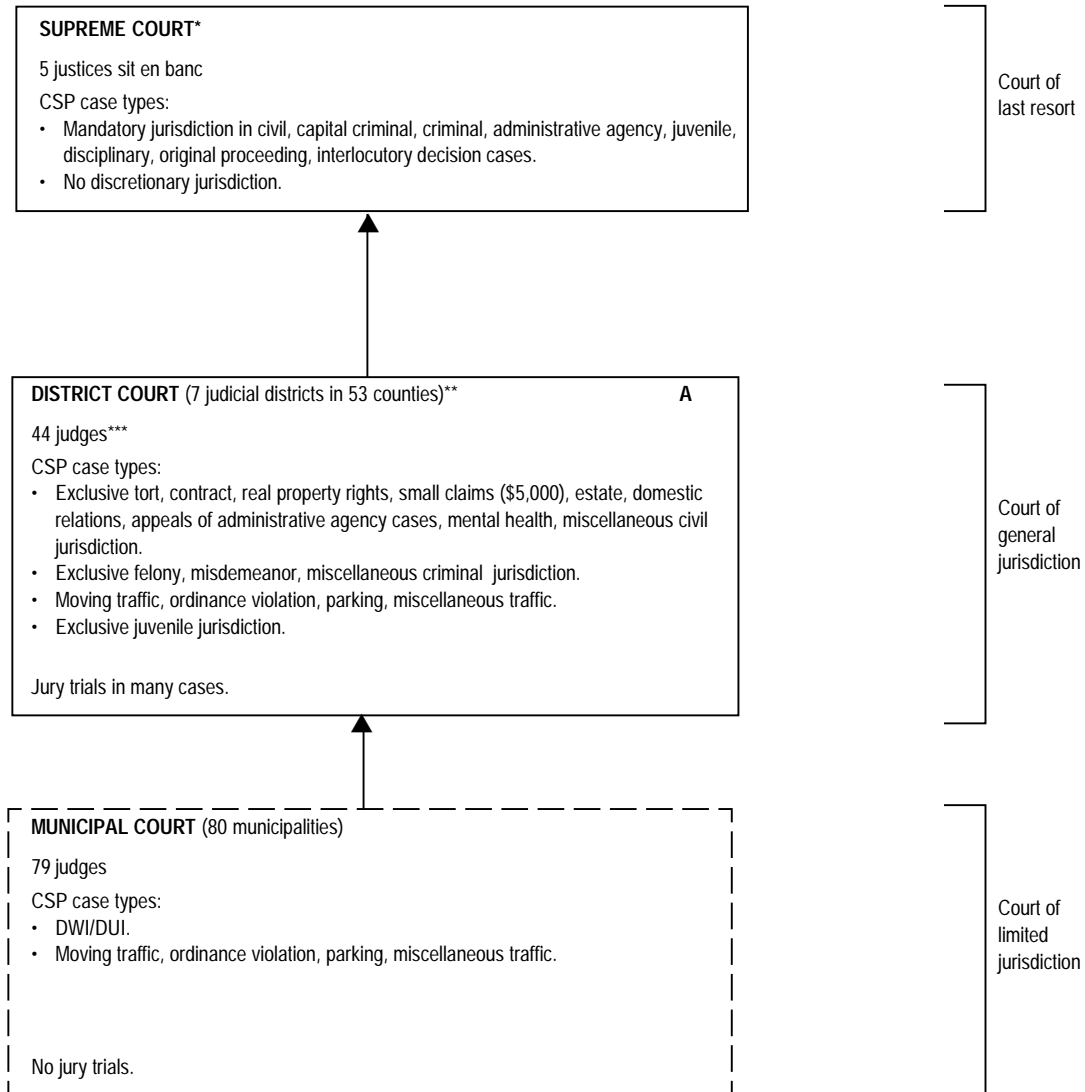 SUPREME COURT*
5 justices sit en banc
CSP case types:
• Mandatory jurisdiction in civil, capital criminal, criminal, administrative agency, juvenile,
disciplinary, original proceeding, interlocutory decision cases.
• No discretionary jurisdiction.
Court of
last resort
DISTRICT COURT (7 judicial districts in 53 counties)** A
44 judges***
CSP case types:
• Exclusive tort, contract, real property rights, small claims ($5,000), estate, domestic
relations, appeals of administrative agency cases, mental health, miscellaneous civil
jurisdiction.
• Exclusive felony, misdemeanor, miscellaneous criminal jurisdiction.
• Moving traffic, ordinance violation, parking, miscellaneous traffic.
• Exclusive juvenile jurisdiction.
Jury trials in many cases.
Court of
general
jurisdiction
MUNICIPAL COURT (80 municipalities)
79 judges
CSP case types:
• DWI/DUI.
• Moving traffic, ordinance violation, parking, miscellaneous traffic.
No jury trials.
Court of
limited
jurisdiction